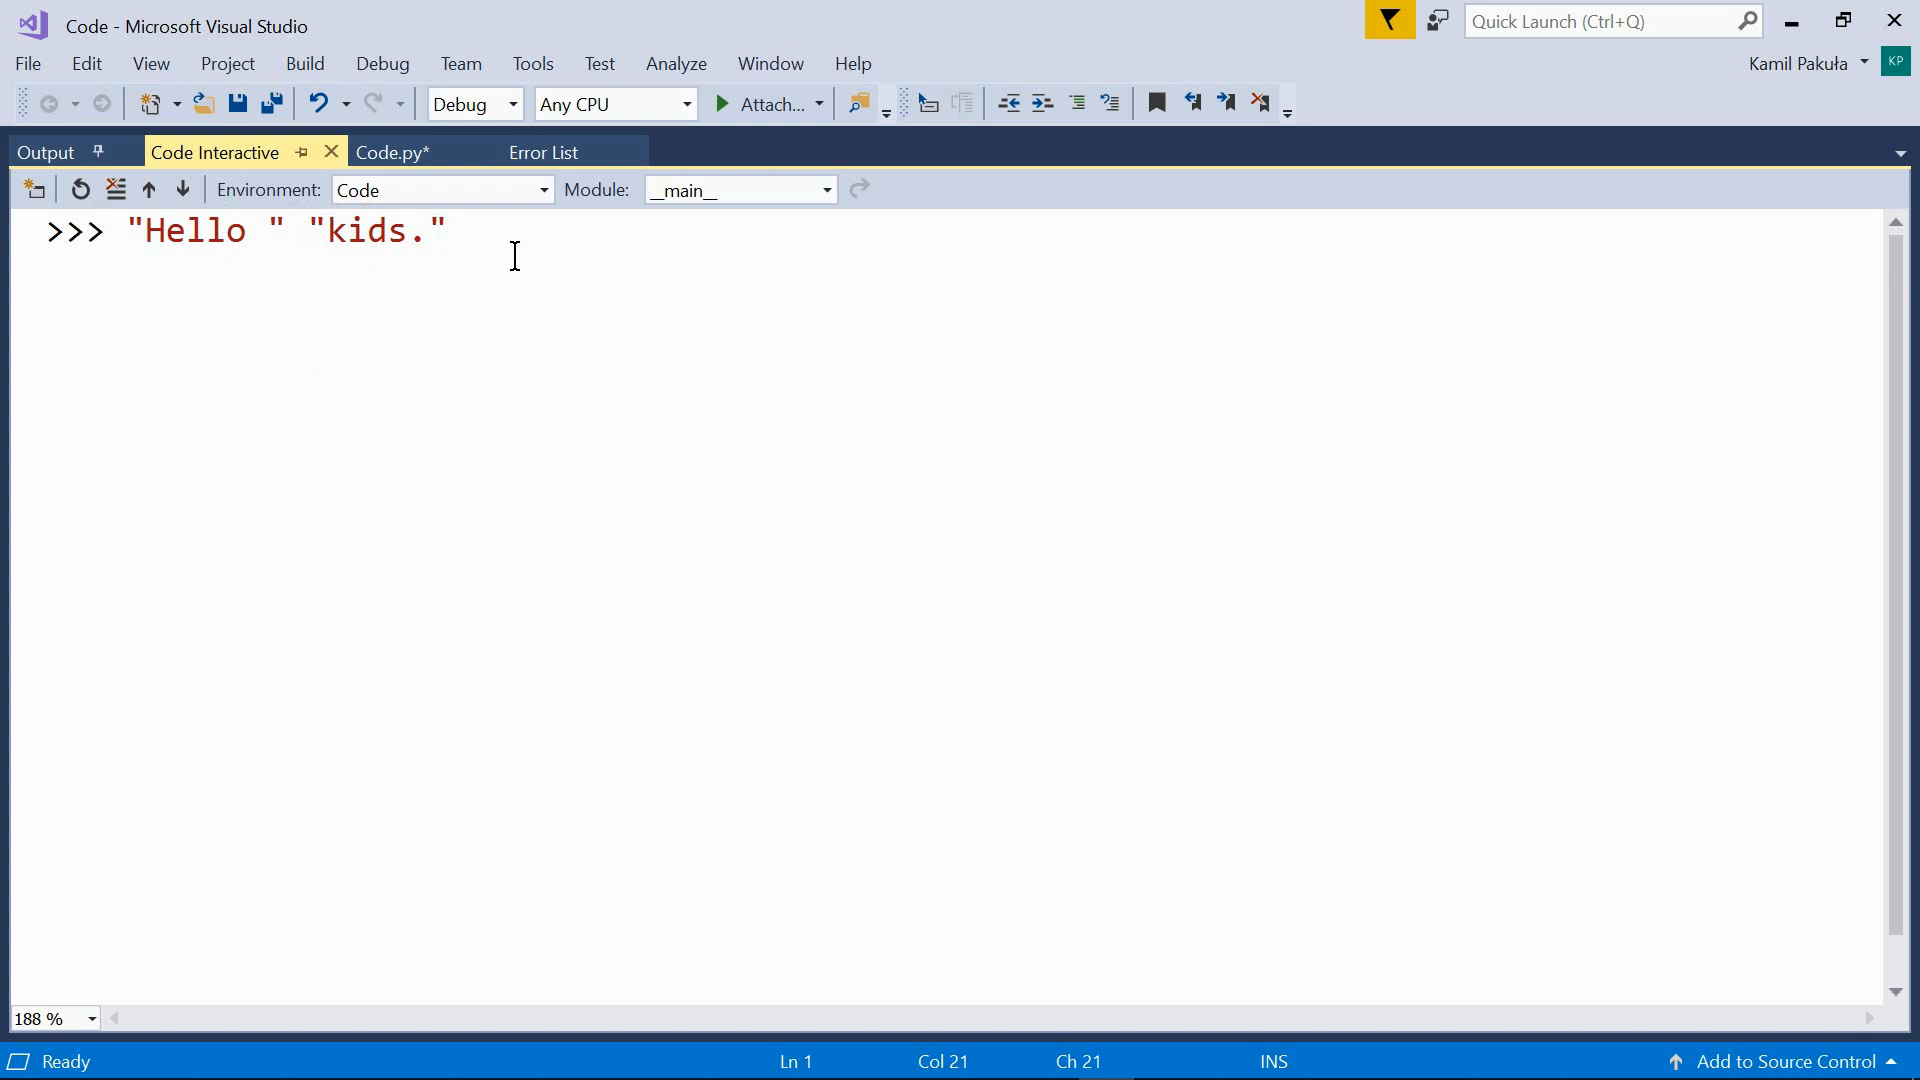 Code - Microsoft Visual Studio
Quick Launch (Ctrl+Q)
File Edit View Project Build Debug Team Tools Test Analyze Window Help
Kamil Pakuła KP
Debug Any CPU Attach...
Output Code Interactive Code.py* Error List
Environment: Code Module: __main__
>>> "Hello " "kids."
188 %
Ready Ln 1 Col 21 Ch 21 INS Add to Source Control